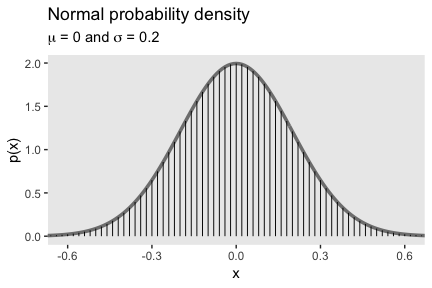 Normal probability density
μ = 0 and σ = 0.2
2.0
1.5
1.0
0.5
0.0
p(x)
-0.6 -0.3 0.0 0.3 0.6
x